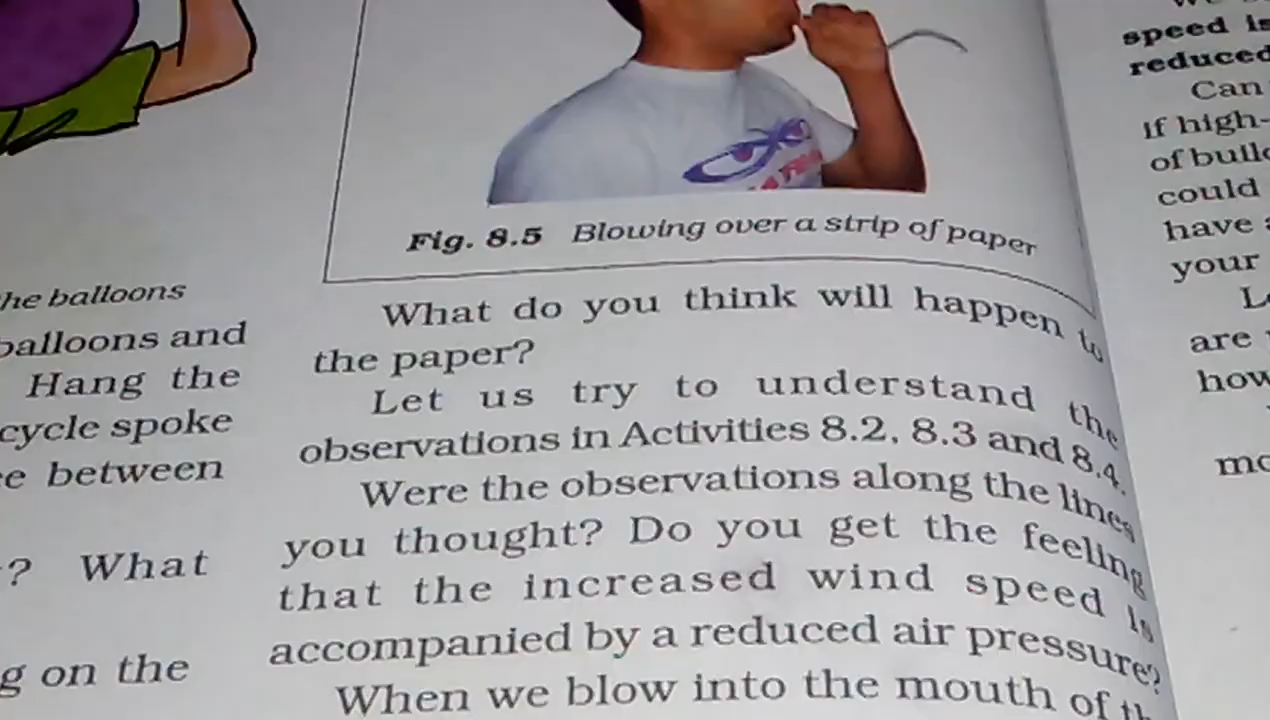 he balloons
balloons and
Hang the
cycle spoke
between
? What
g on the
Fig. 8.5 Blowing over a strip of paper
What do you think will happen to
the paper?
Let us try to understand the
observations in Activities 8.2, 8.3 and 8.4.
Were the observations along the lines
you thought? Do you get the feeling
that the increased wind speed is
accompanied by a reduced air pressure?
When we blow into the mouth of
speed is
reduced
Can
If high-
of build
could
have
your
are
how